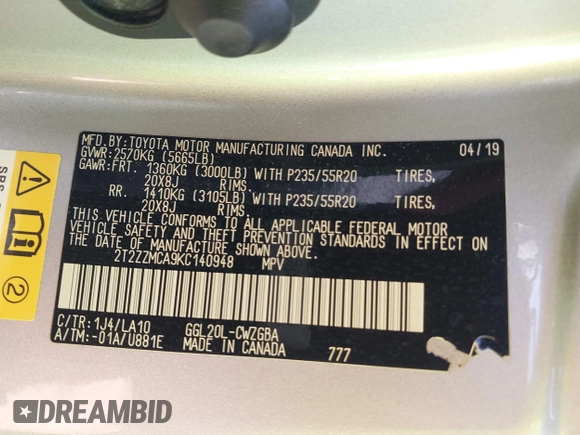 MFD.BY:TOYOTA MOTOR MANUFACTURING CANADA INC. 04/19
GVWR:2570KG (5665LB)
GAWR:FRT. 1360KG (3000LB) WITH P235/55R20 TIRES,
20X8J RIMS.
RR. 1410KG (3105LB) WITH P235/55R20 TIRES,
20X8J RIMS.
THIS VEHICLE CONFORMS TO ALL APPLICABLE FEDERAL MOTOR
VEHICLE SAFETY AND THEFT PREVENTION STANDARDS IN EFFECT ON
THE DATE OF MANUFACTURE SHOWN ABOVE.
2T2ZZMCA9KC140948 MPV
C/TR:1J4/LA10 GGL20L-CWZGBA
A/TM:-01A/U881E MADE IN CANADA 777
SRS
2
DREAMBID